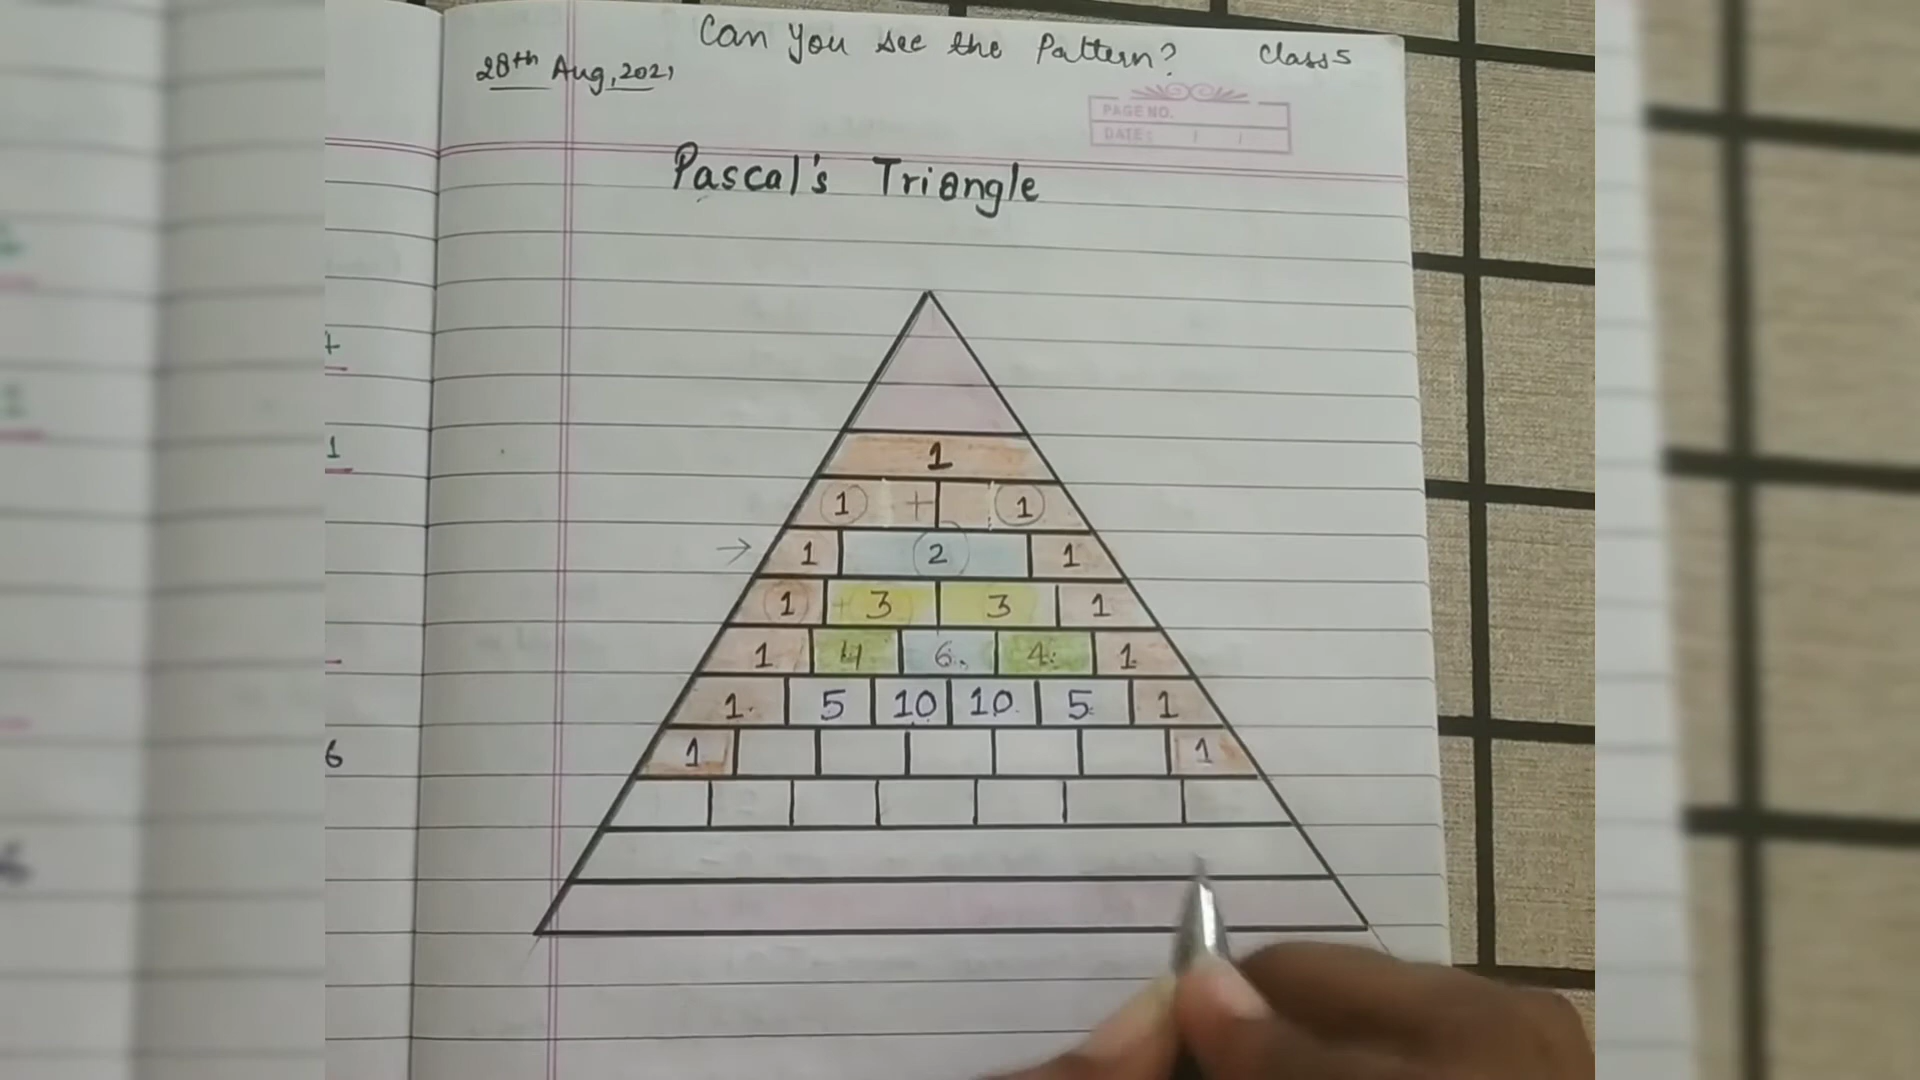 Can you see the Pattern?
Class 5
28th Aug, 2021
PAGE NO.
DATE: / /
Pascal's Triangle
1
1 + 1
→ 1 2 1
1 + 3 3 1
1 4 6 4 1
1 5 10 10 5 1
1 1
+
1
6